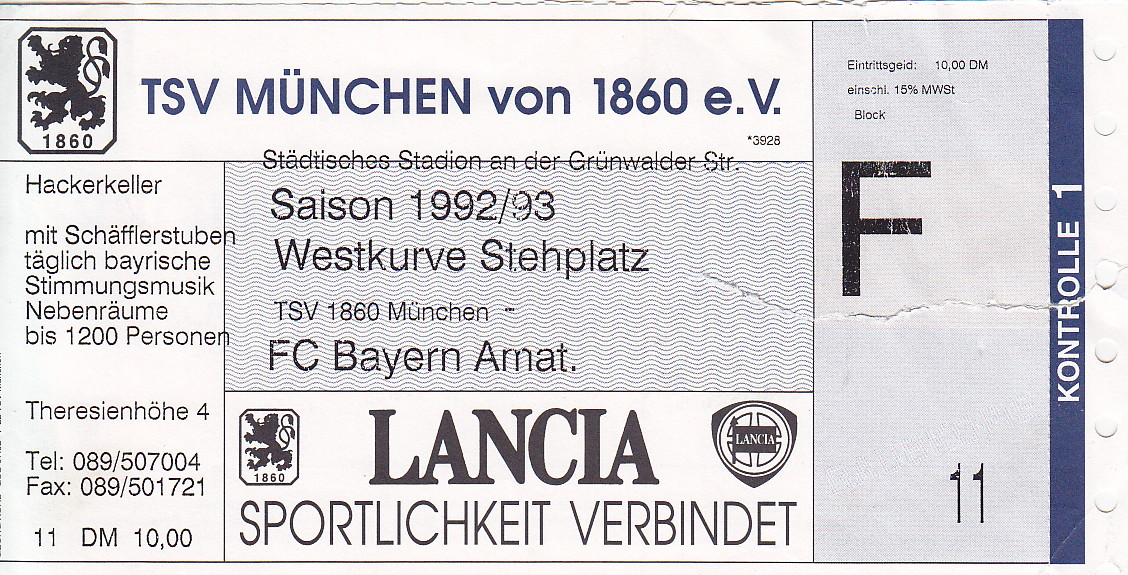 1860
TSV MÜNCHEN von 1860 e.V.
*3928
Städtisches Stadion an der Grünwalder Str.
Saison 1992/93
Westkurve Stehplatz
TSV 1860 München -
FC Bayern Amat.
Hackerkeller
mit Schäfflerstuben
täglich bayrische
Stimmungsmusik
Nebenräume
bis 1200 Personen
Theresienhöhe 4
Tel: 089/507004
Fax: 089/501721
11 DM 10,00
1860
LANCIA
LANCIA
SPORTLICHKEIT VERBINDET
Eintrittsgeid: 10,00 DM
einschl. 15% MWSt
Block
F
11
KONTROLLE 1